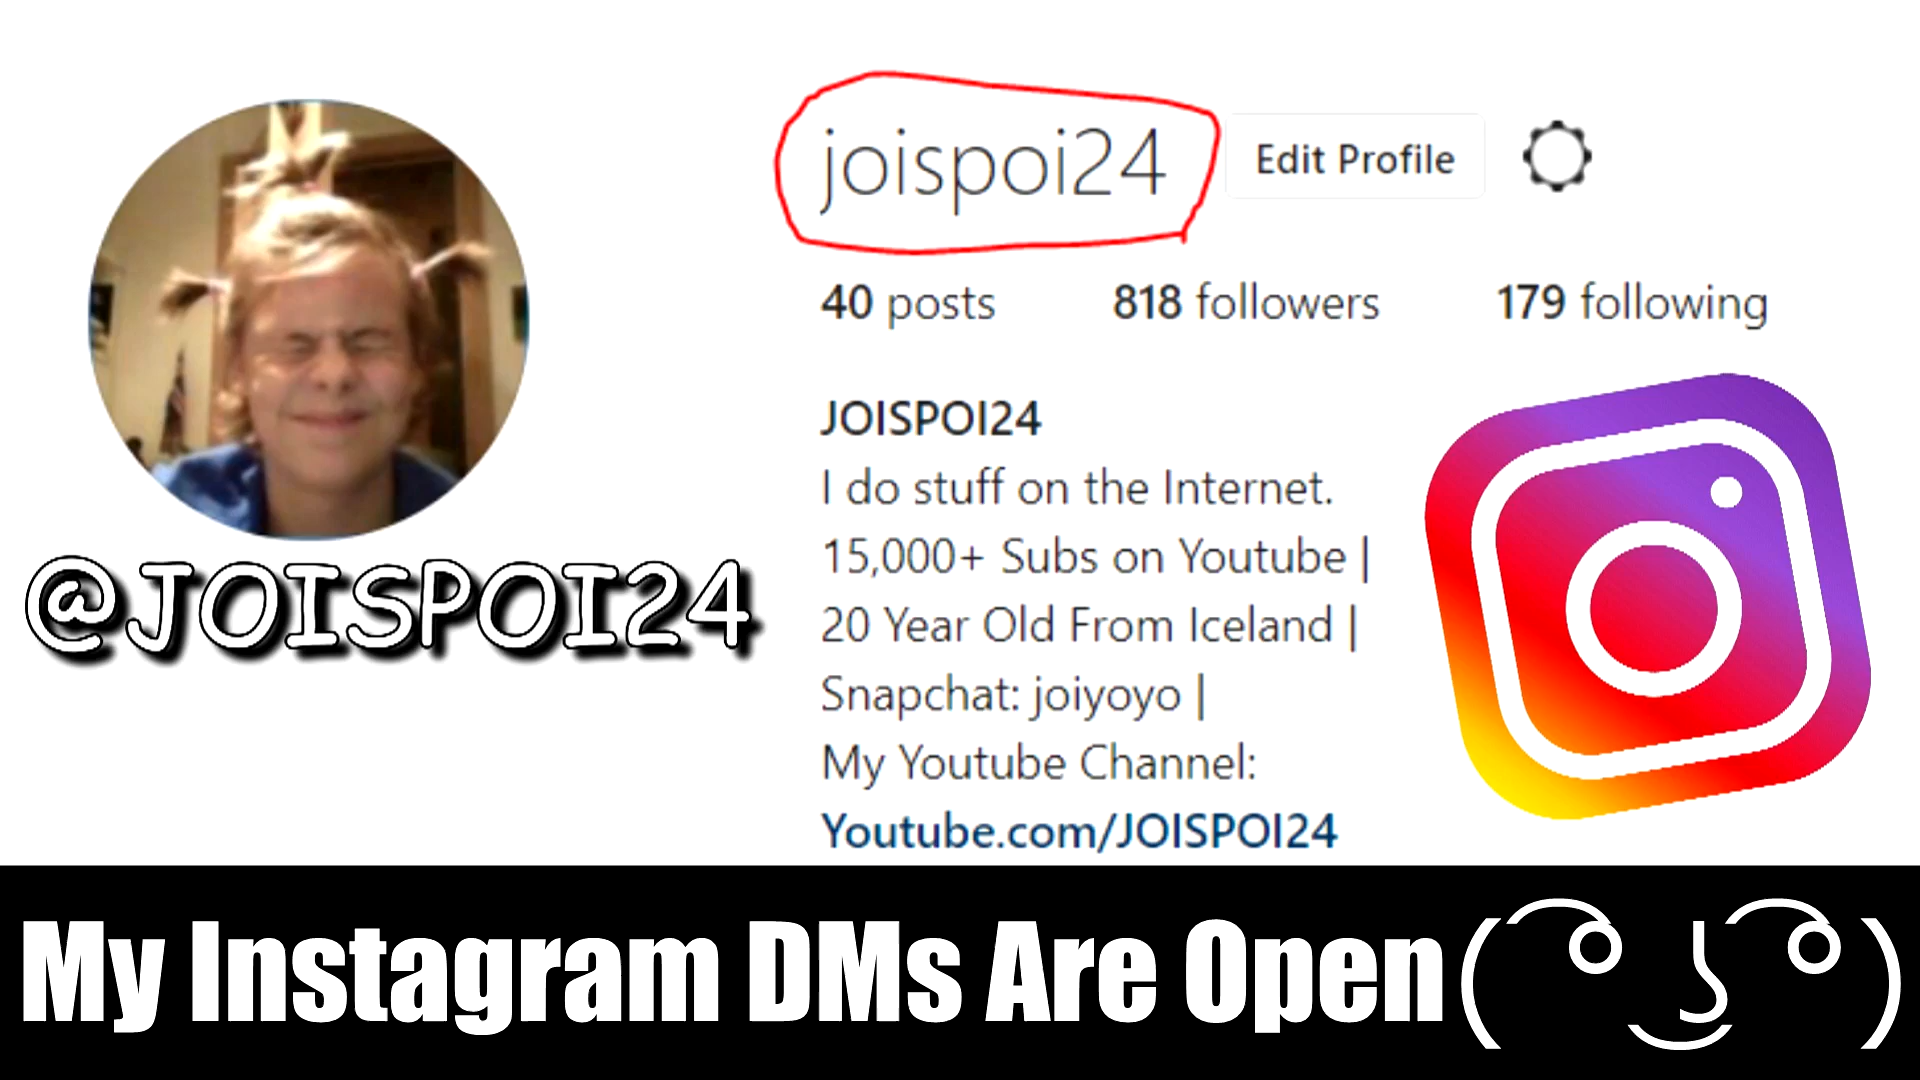 joispoi24 Edit Profile
40 posts 818 followers 179 following
JOISPOI24
I do stuff on the Internet.
15,000+ Subs on Youtube |
20 Year Old From Iceland |
Snapchat: joiyoyo |
My Youtube Channel:
Youtube.com/JOISPOI24
@JOISPOI24
My Instagram DMs Are Open( ͡° ͜ʖ ͡°)